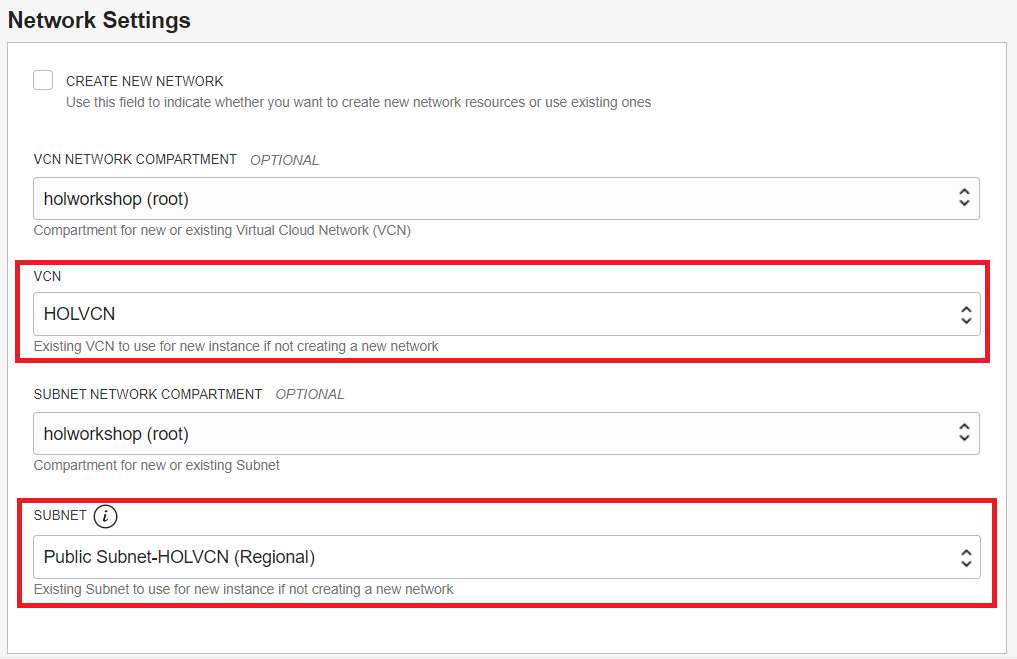 Network Settings
CREATE NEW NETWORK
Use this field to indicate whether you want to create new network resources or use existing ones
VCN NETWORK COMPARTMENT OPTIONAL
holworkshop (root)
Compartment for new or existing Virtual Cloud Network (VCN)
VCN
HOLVCN
Existing VCN to use for new instance if not creating a new network
SUBNET NETWORK COMPARTMENT OPTIONAL
holworkshop (root)
Compartment for new or existing Subnet
SUBNET i
Public Subnet-HOLVCN (Regional)
Existing Subnet to use for new instance if not creating a new network